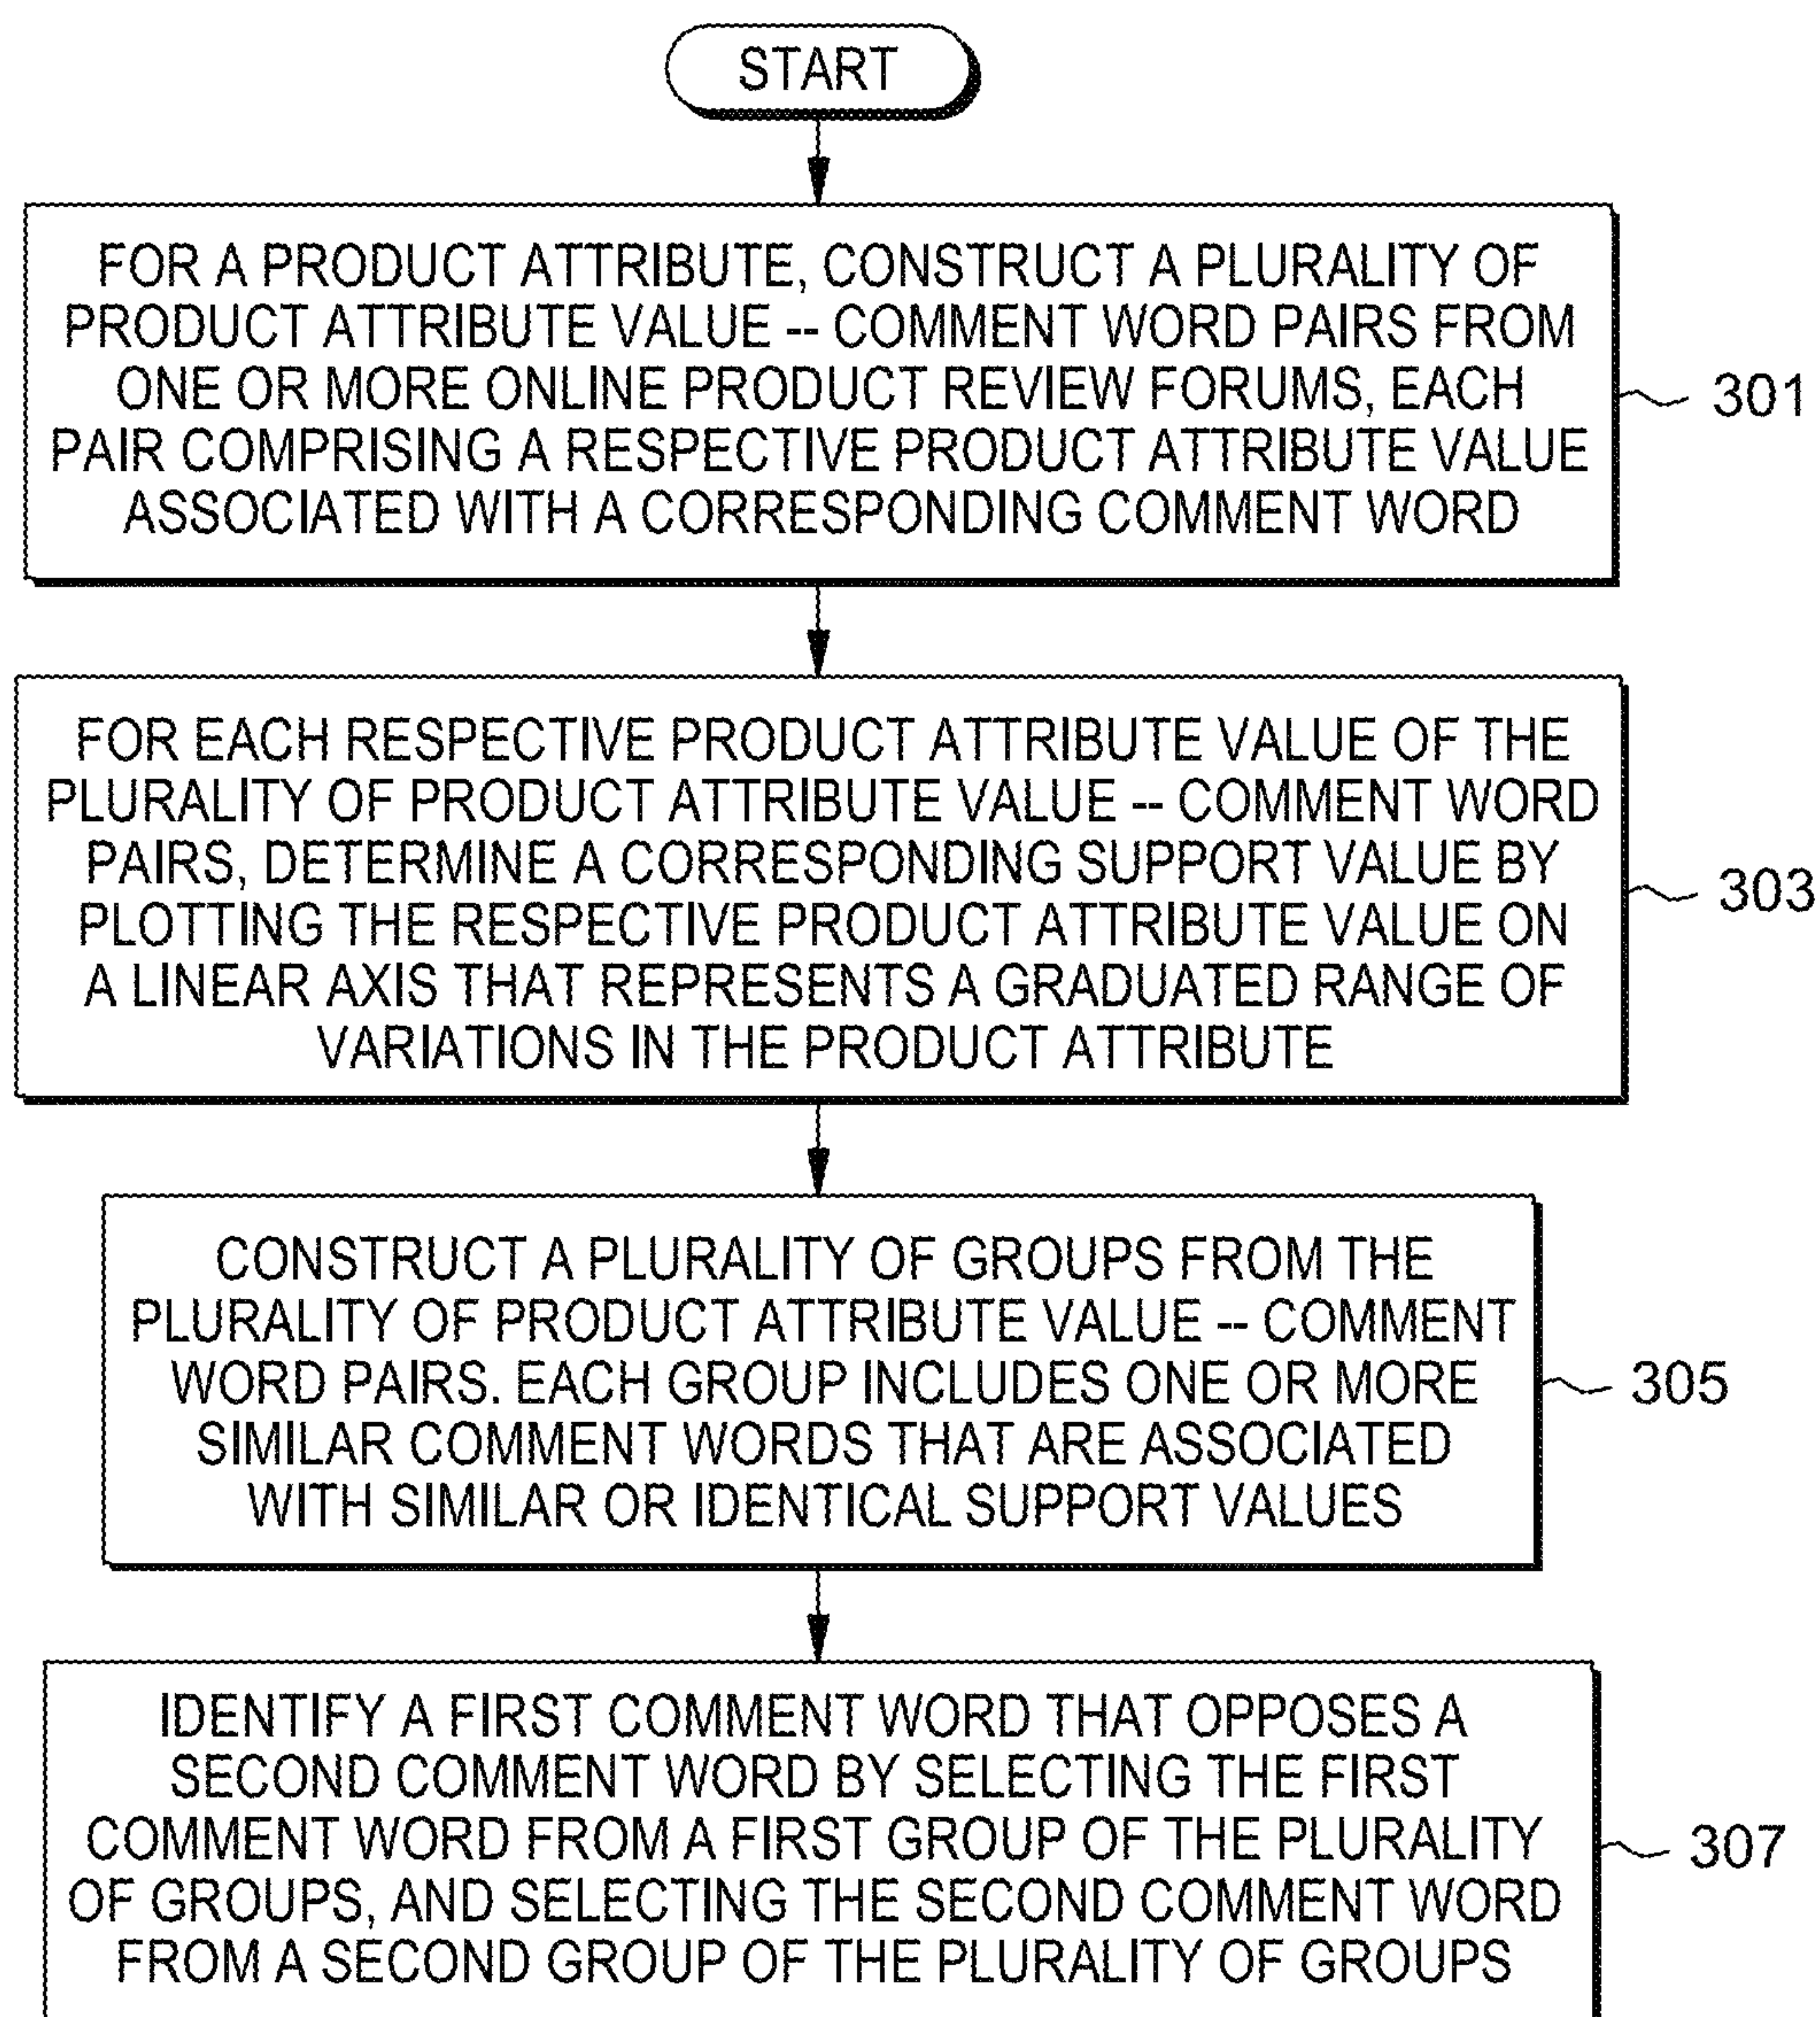 START
FOR A PRODUCT ATTRIBUTE, CONSTRUCT A PLURALITY OF
PRODUCT ATTRIBUTE VALUE -- COMMENT WORD PAIRS FROM
ONE OR MORE ONLINE PRODUCT REVIEW FORUMS, EACH
PAIR COMPRISING A RESPECTIVE PRODUCT ATTRIBUTE VALUE
ASSOCIATED WITH A CORRESPONDING COMMENT WORD
301
FOR EACH RESPECTIVE PRODUCT ATTRIBUTE VALUE OF THE
PLURALITY OF PRODUCT ATTRIBUTE VALUE -- COMMENT WORD
PAIRS, DETERMINE A CORRESPONDING SUPPORT VALUE BY
PLOTTING THE RESPECTIVE PRODUCT ATTRIBUTE VALUE ON
A LINEAR AXIS THAT REPRESENTS A GRADUATED RANGE OF
VARIATIONS IN THE PRODUCT ATTRIBUTE
303
CONSTRUCT A PLURALITY OF GROUPS FROM THE
PLURALITY OF PRODUCT ATTRIBUTE VALUE -- COMMENT
WORD PAIRS. EACH GROUP INCLUDES ONE OR MORE
SIMILAR COMMENT WORDS THAT ARE ASSOCIATED
WITH SIMILAR OR IDENTICAL SUPPORT VALUES
305
IDENTIFY A FIRST COMMENT WORD THAT OPPOSES A
SECOND COMMENT WORD BY SELECTING THE FIRST
COMMENT WORD FROM A FIRST GROUP OF THE PLURALITY
OF GROUPS, AND SELECTING THE SECOND COMMENT WORD
FROM A SECOND GROUP OF THE PLURALITY OF GROUPS
307